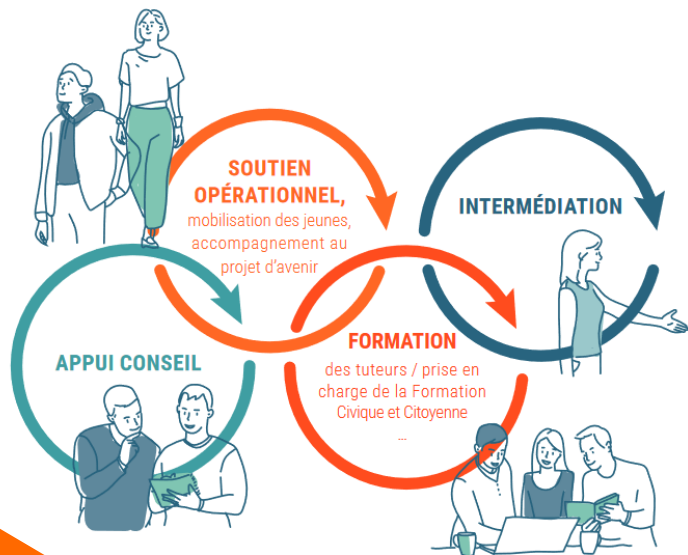 SOUTIEN
OPÉRATIONNEL,
mobilisation des jeunes,
accompagnement au
projet d'avenir
INTERMÉDIATION
APPUI CONSEIL
FORMATION
des tuteurs / prise en
charge de la Formation
Civique et Citoyenne
...